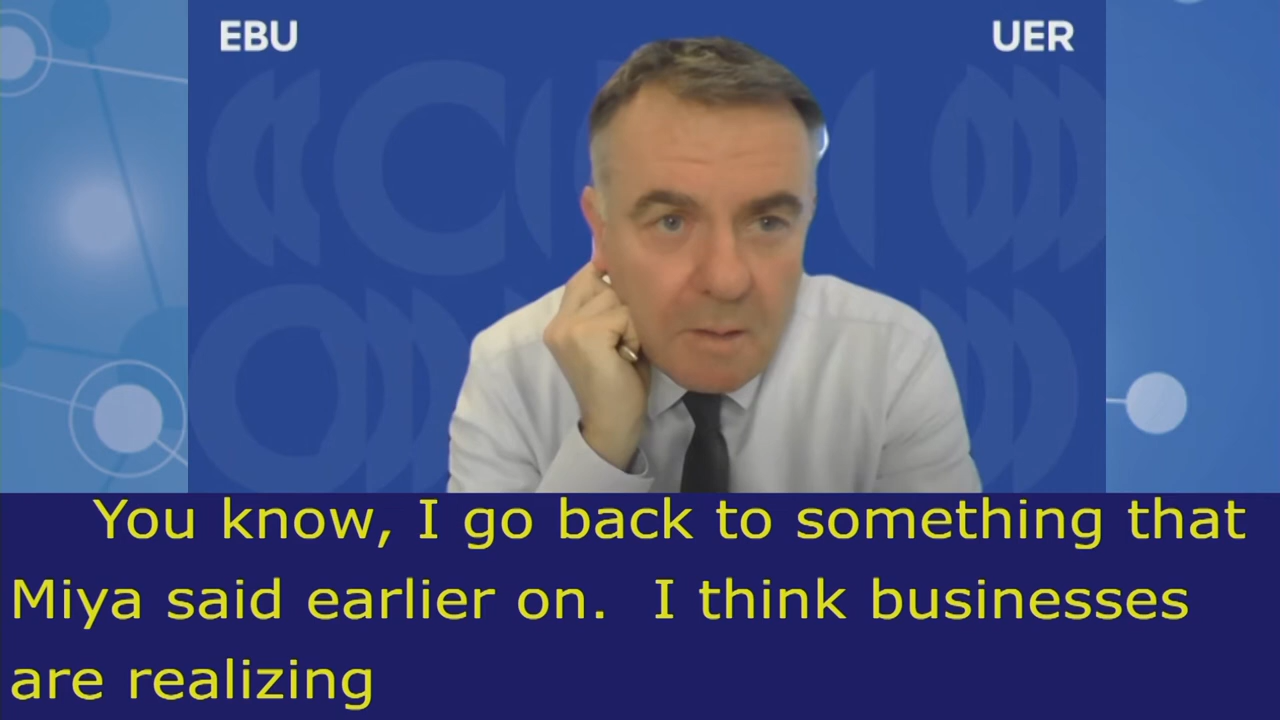 EBU UER
You know, I go back to something that
Miya said earlier on.  I think businesses
are realizing